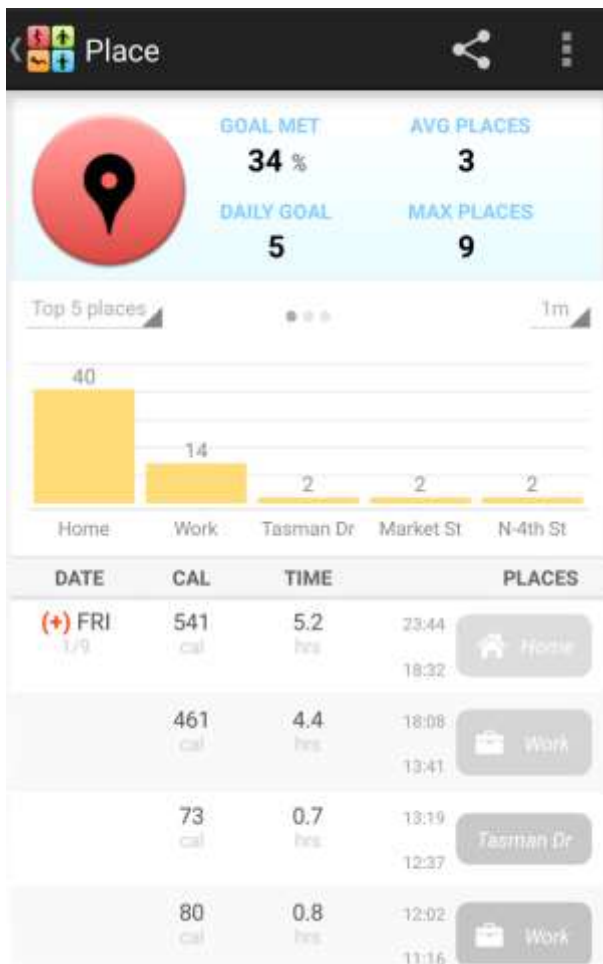 Place
GOAL MET AVG PLACES
34 % 3
DAILY GOAL MAX PLACES
5 9
Top 5 places 1m
40
14
2 2 2
Home Work Tasman Dr Market St N-4th St
DATE CAL TIME PLACES
(+) FRI 541 5.2 23:44
1/9 cal hrs Home
18:32
461 4.4 18:08
cal hrs Work
13:41
73 0.7 13:19
cal hrs Tasman Dr
12:37
80 0.8 12:02
cal hrs Work
11:16